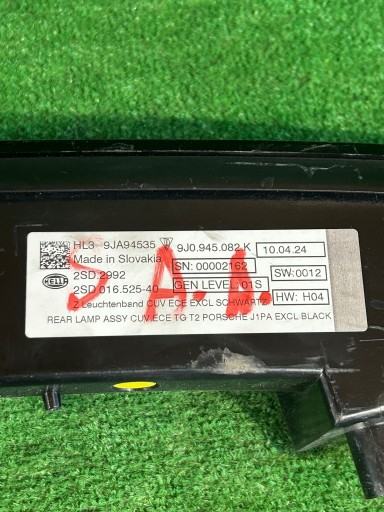 HL3 9JA94535 9J0.945.082 K 10.04.24
Made in Slovakia SN: 00002162
HELLA 2SD 2992 SW:0012
2SD 016.525-40 GEN LEVEL: 01S
Z Leuchtenband CUV ECE EXCL SCHWARZ HW: H04
REAR LAMP ASSY CUV ECE TG T2 PORSCHE J1PA EXCL BLACK